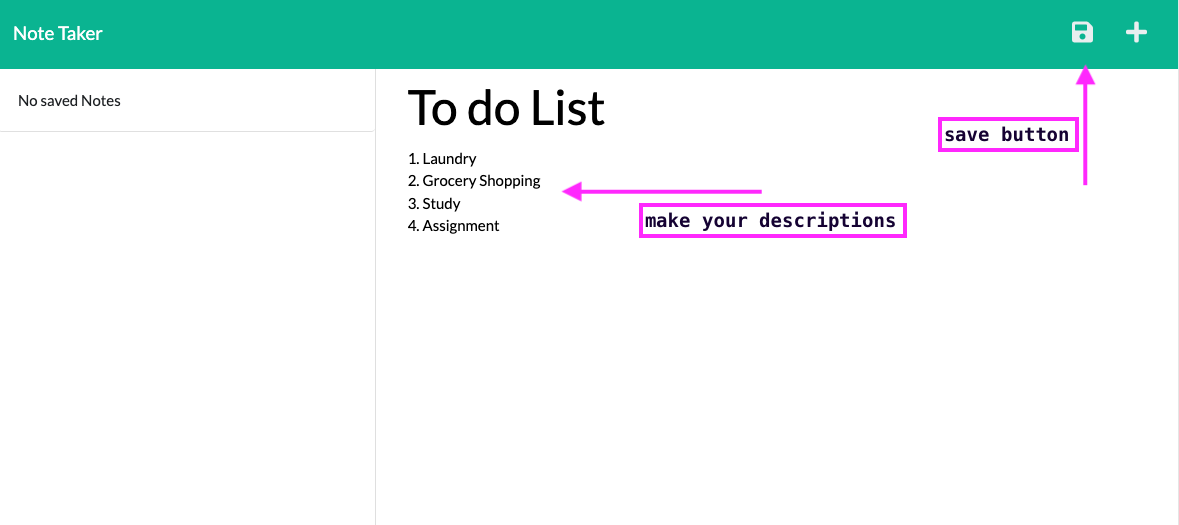 Note Taker
No saved Notes
To do List
1. Laundry
2. Grocery Shopping
3. Study
4. Assignment
save button
make your descriptions